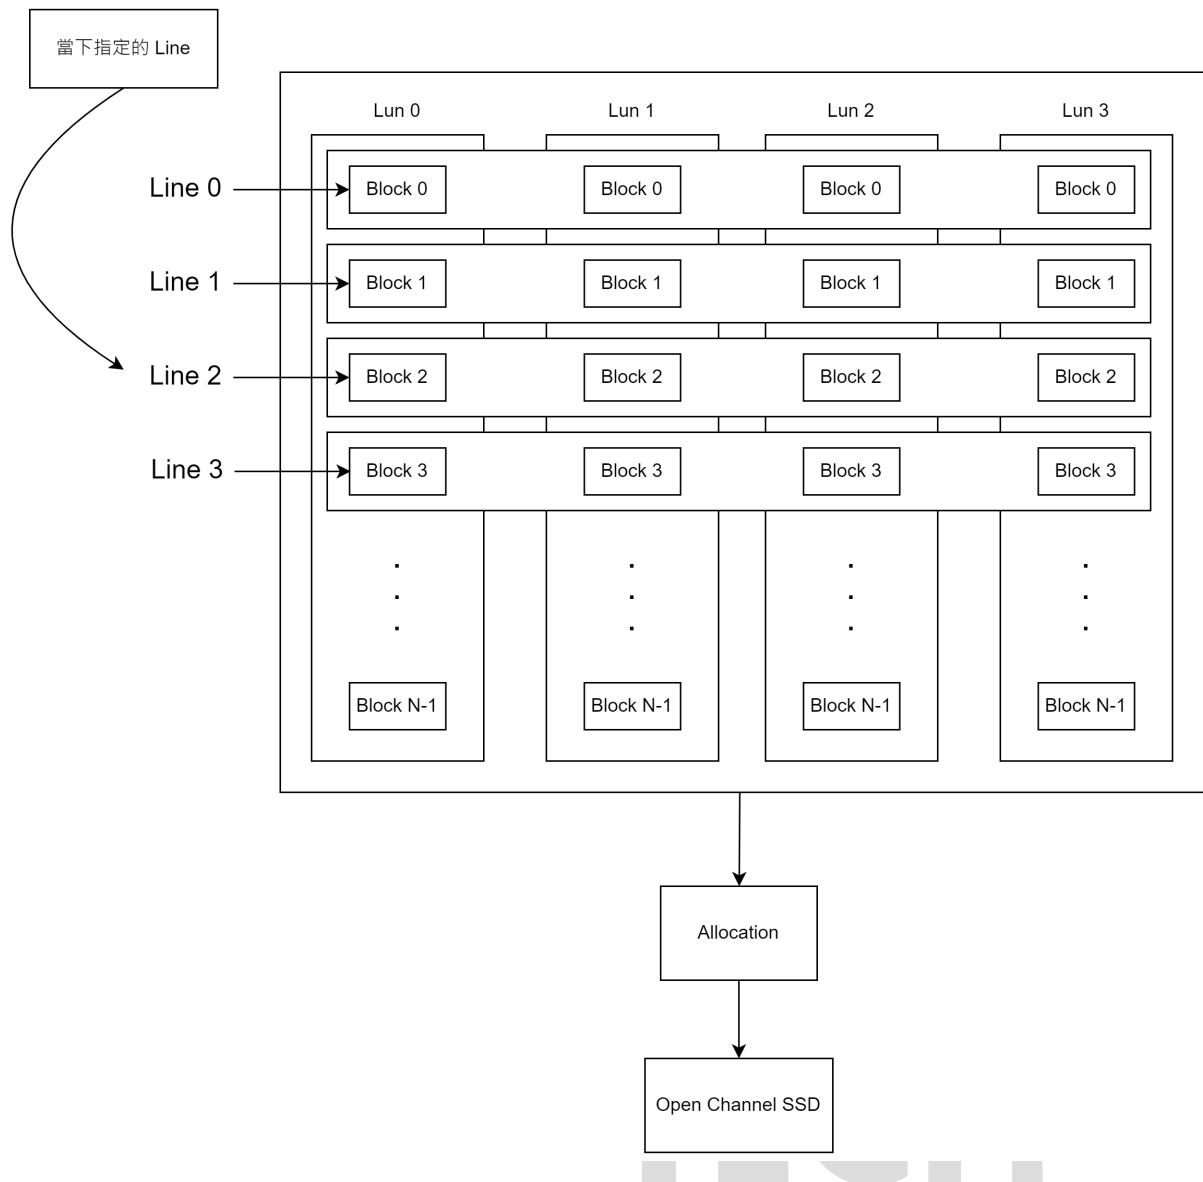 當下指定的 Line
Lun 0 Lun 1 Lun 2 Lun 3
Line 0 Block 0 Block 0 Block 0 Block 0
Line 1 Block 1 Block 1 Block 1 Block 1
Line 2 Block 2 Block 2 Block 2 Block 2
Line 3 Block 3 Block 3 Block 3 Block 3
Block N-1 Block N-1 Block N-1 Block N-1
Allocation
Open Channel SSD